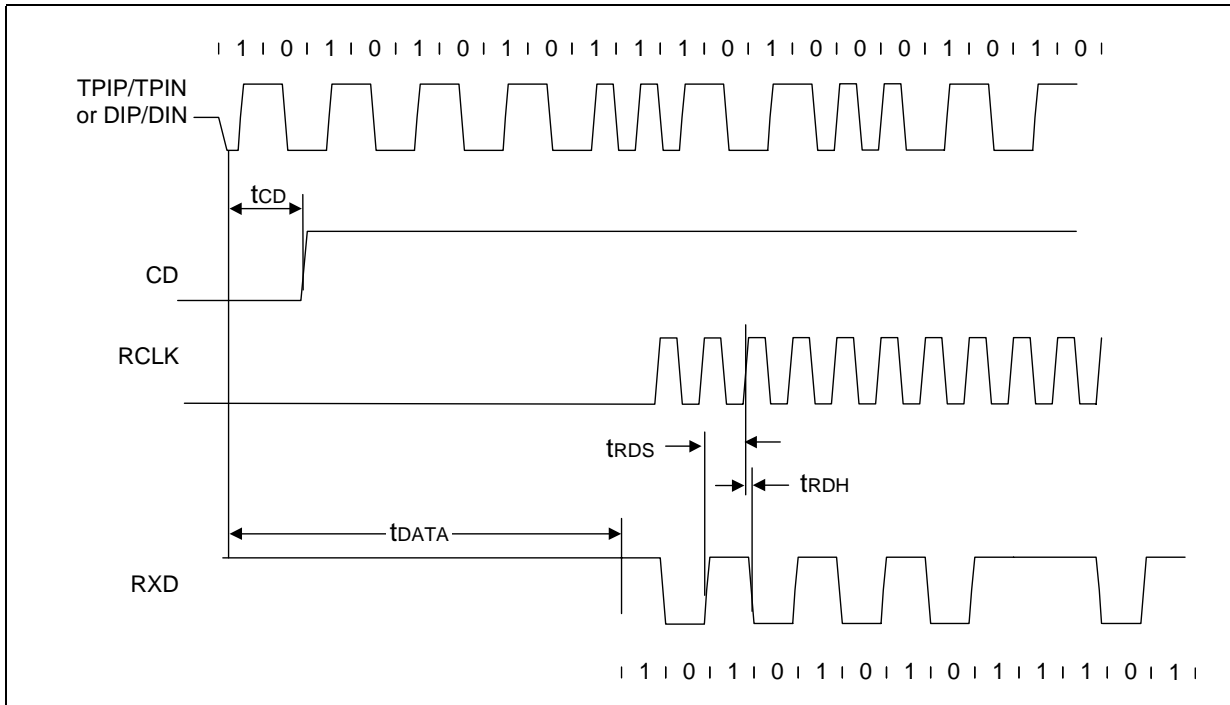 1 0 1 0 1 0 1 0 1 1 1 0 1 0 0 0 1 0 1 0
TPIP/TPIN
or DIP/DIN
tCD
CD
RCLK
tRDS
tRDH
tDATA
RXD
1 0 1 0 1 0 1 0 1 1 1 0 1